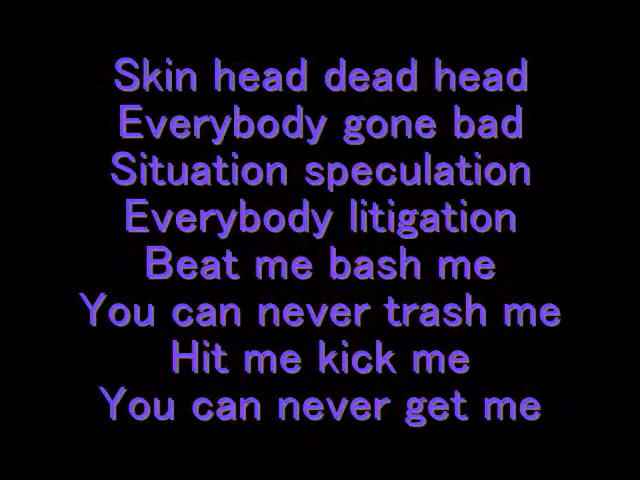 Skin head dead head
Everybody gone bad
Situation speculation
Everybody litigation
Beat me bash me
You can never trash me
Hit me kick me
You can never get me